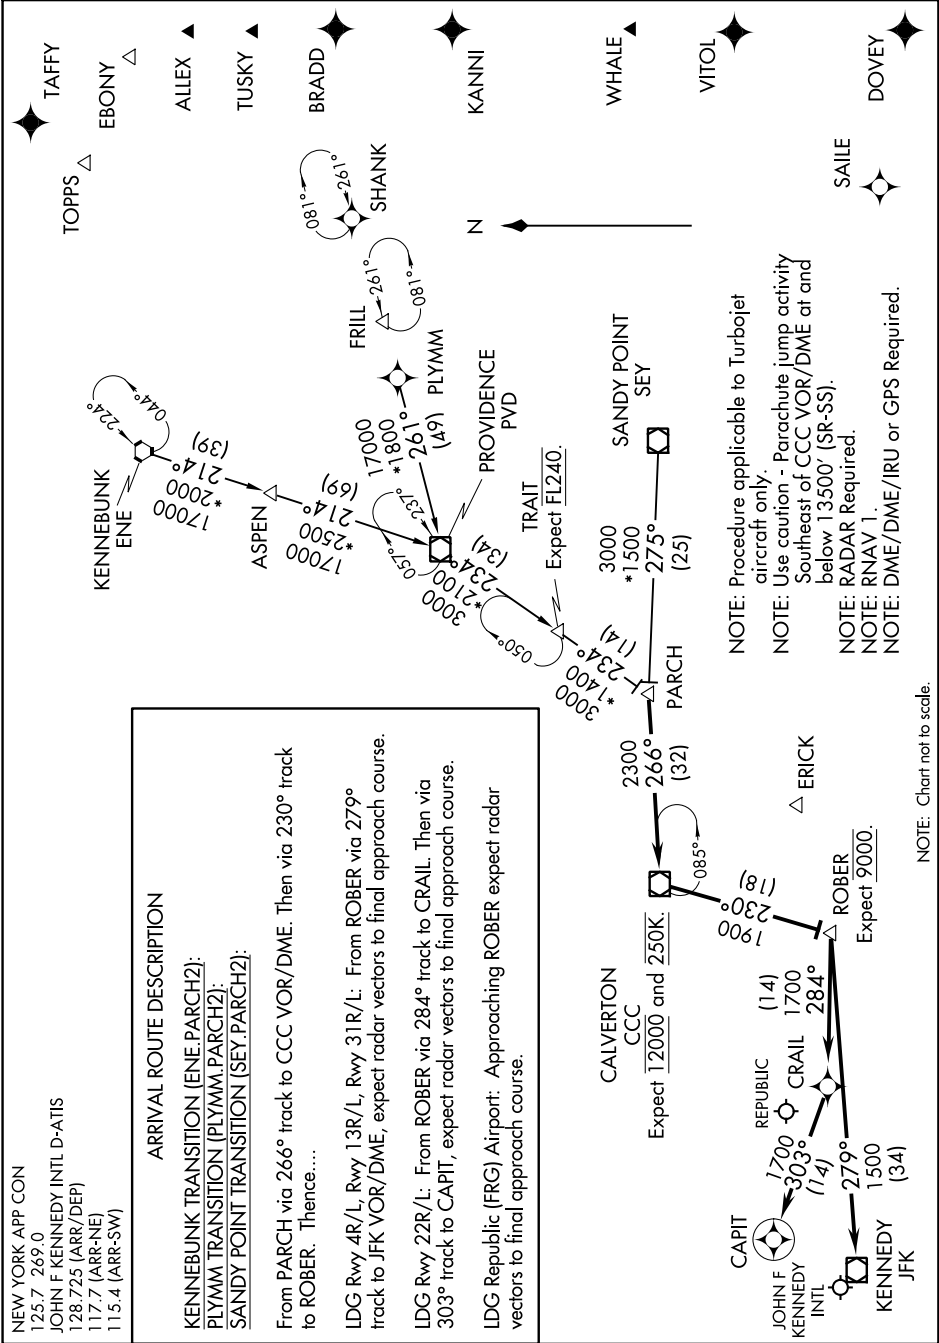 NEW YORK APP CON
125.7 269.0
JOHN F KENNEDY INTL D-ATIS
128.725 (ARR/DEP)
117.7 (ARR-NE)
115.4 (ARR-SW)
ARRIVAL ROUTE DESCRIPTION
KENNEBUNK TRANSITION (ENE.PARCH2):
PLYMM TRANSITION (PLYMM.PARCH2):
SANDY POINT TRANSITION (SEY.PARCH2):
From PARCH via 266° track to CCC VOR/DME. Then via 230° track
to ROBER. Thence....
LDG Rwy 4R/L, Rwy 13R/L, Rwy 31R/L: From ROBER via 279°
track to JFK VOR/DME, expect radar vectors to final approach course.
LDG Rwy 22R/L: From ROBER via 284° track to CRAIL. Then via
303° track to CAPIT, expect radar vectors to final approach course.
LDG Republic (FRG) Airport: Approaching ROBER expect radar
vectors to final approach course.
TAFFY
EBONY
TOPPS
ALLEX
TUSKY
BRADD
KANNI
WHALE
VITOL
DOVEY
SAILE
KENNEBUNK
ENE
224°
044°
(39)
214°
*2000
17000
ASPEN
(69)
214°
*2500
17000
081°
261°
SHANK
FRILL
261°
081°
PLYMM
17000
*1800
261°
(49)
N
PROVIDENCE
PVD
237°
057°
(34)
234°
*2100
3000
TRAIT
Expect FL240.
050°
(14)
234°
*1400
3000
SANDY POINT
SEY
3000
*1500
275°
(25)
PARCH
2300
266°
(32)
CALVERTON
CCC
Expect 12000 and 250K.
085°
(18)
230°
1900
ERICK
ROBER
Expect 9000.
(14)
1700
284°
REPUBLIC
CRAIL
1700
303°
(14)
CAPIT
279°
1500
(34)
JOHN F
KENNEDY
INTL
KENNEDY
JFK
NOTE: Procedure applicable to Turbojet
aircraft only.
NOTE: Use caution - Parachute jump activity
Southeast of CCC VOR/DME at and
below 13500' (SR-SS).
NOTE: RADAR Required.
NOTE: RNAV 1.
NOTE: DME/DME/IRU or GPS Required.
NOTE: Chart not to scale.